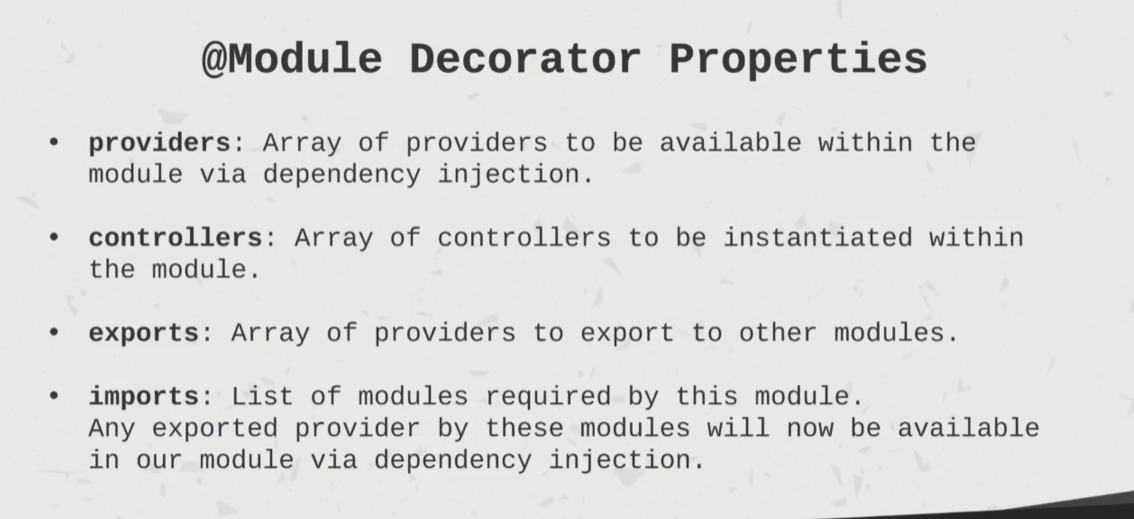 @Module Decorator Properties
• providers: Array of providers to be available within the
module via dependency injection.
• controllers: Array of controllers to be instantiated within
the module.
• exports: Array of providers to export to other modules.
• imports: List of modules required by this module.
Any exported provider by these modules will now be available
in our module via dependency injection.